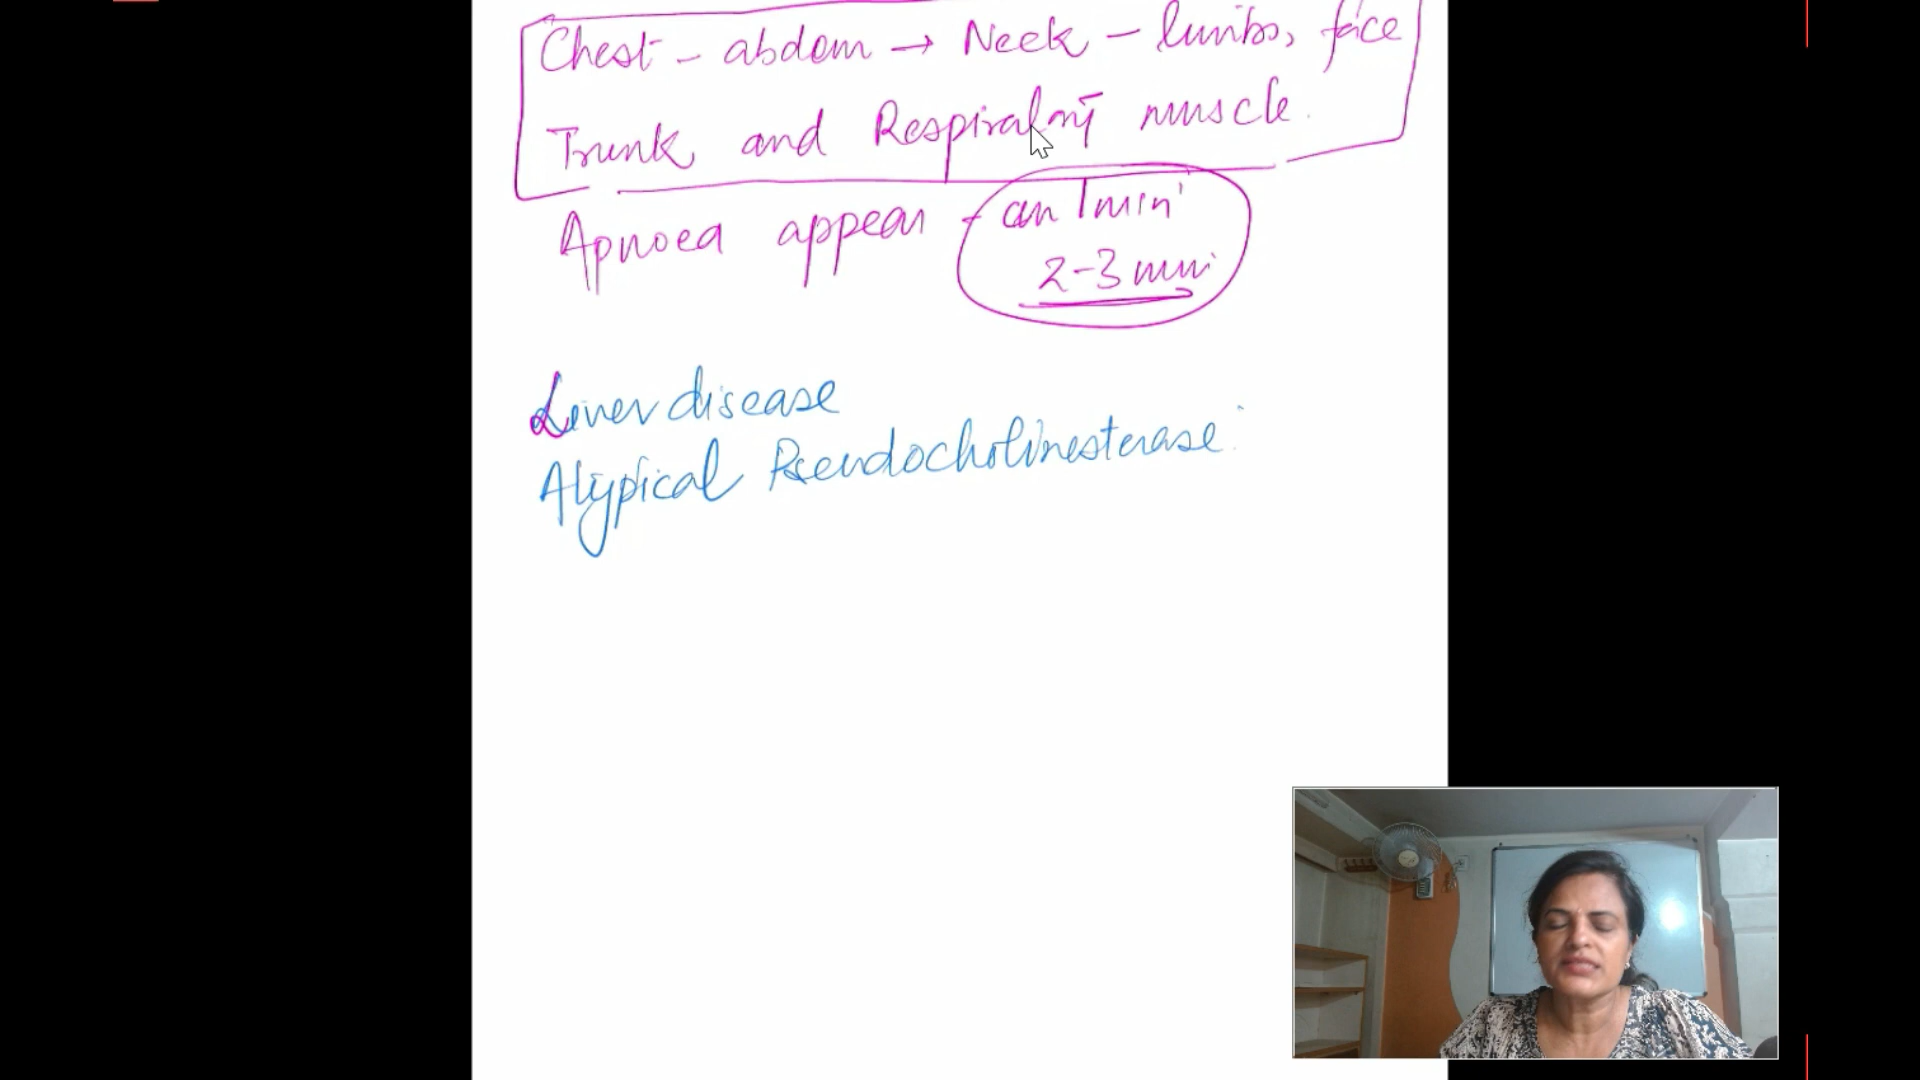 Chest - abdom → Neck - limbs, face
Trunk and Respiratory muscle.
Apnoea appear - an 1min
2-3 min
Liver disease
Atypical Pseudocholinesterase